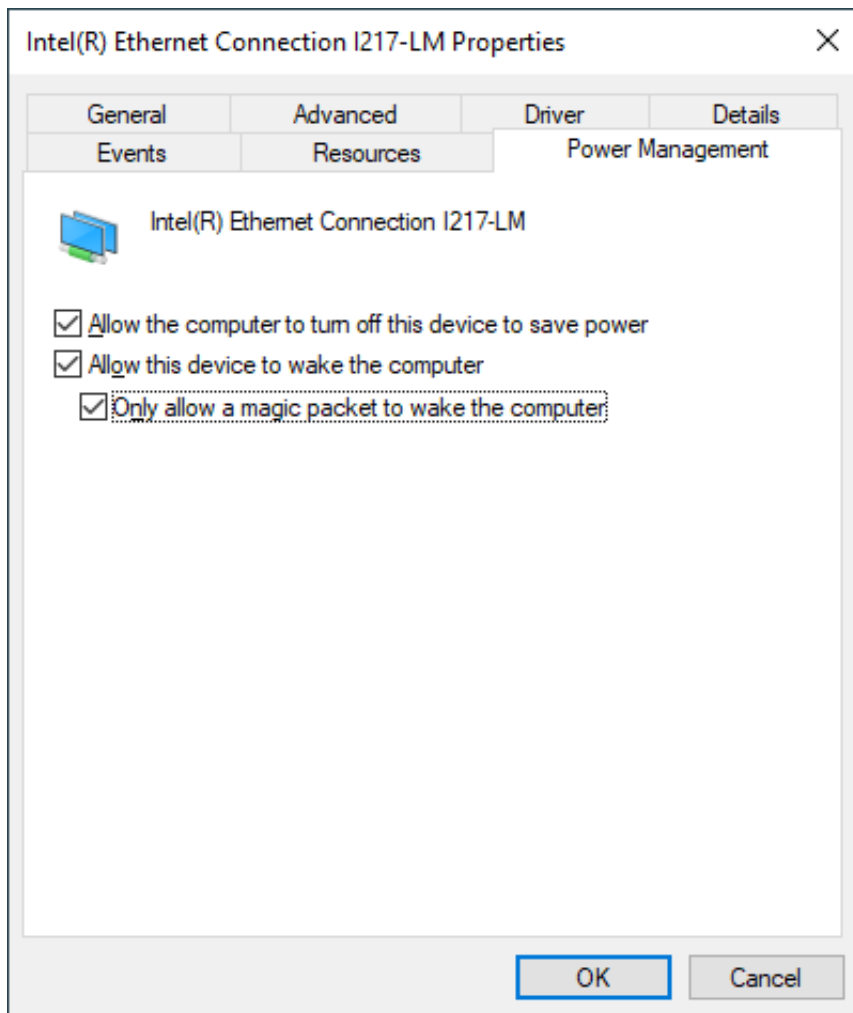 Intel(R) Ethernet Connection I217-LM Properties
General Advanced Driver Details
Events Resources Power Management
Intel(R) Ethernet Connection I217-LM
Allow the computer to turn off this device to save power
Allow this device to wake the computer
Only allow a magic packet to wake the computer
OK Cancel